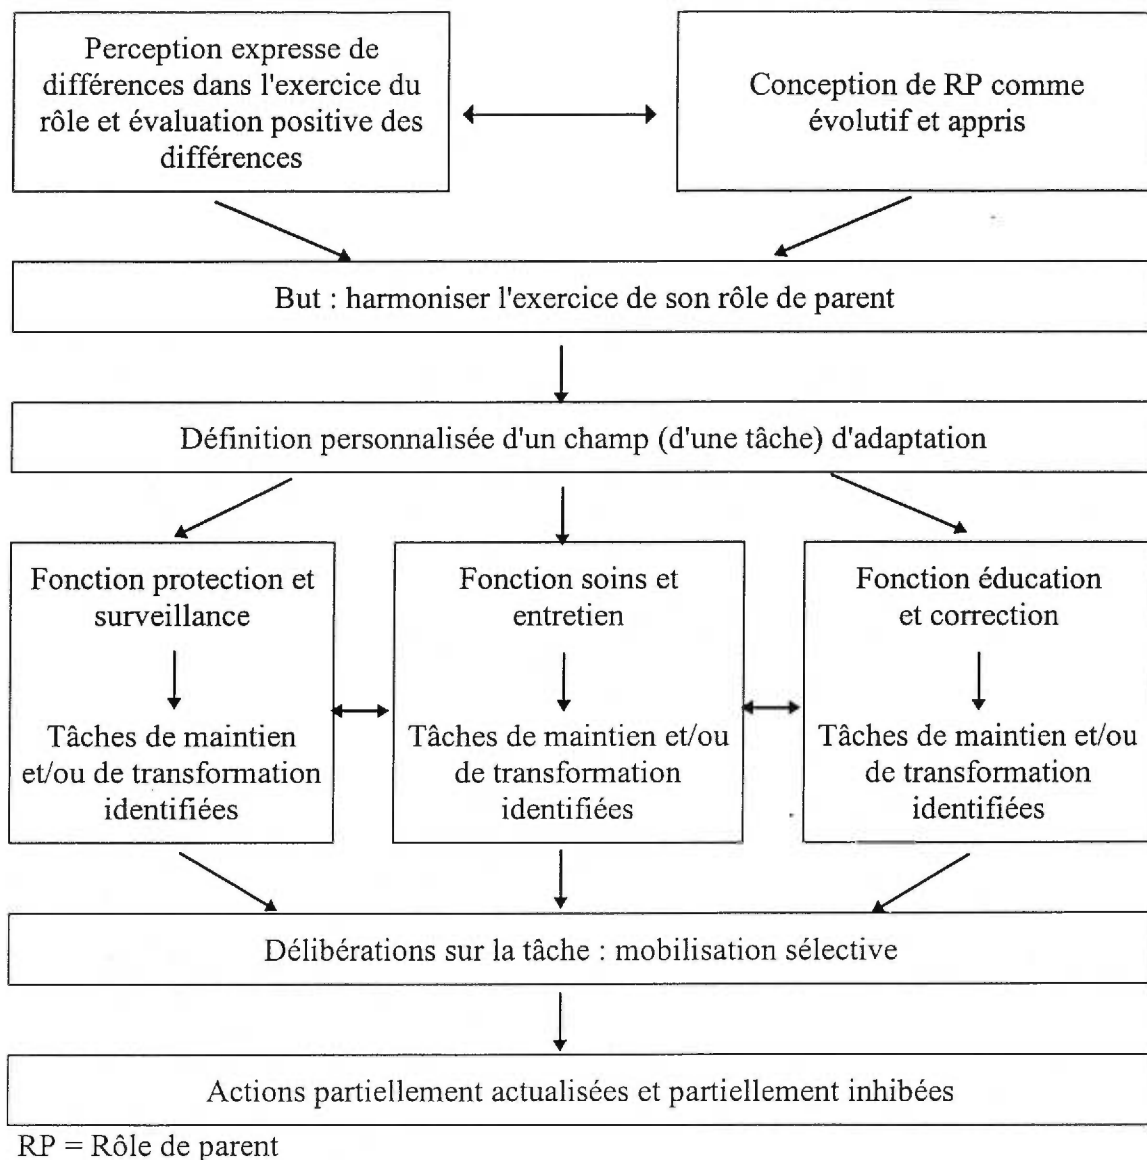 Perception expresse de
différences dans l'exercice du
rôle et évaluation positive des
différences
Conception de RP comme
évolutif et appris
But : harmoniser l'exercice de son rôle de parent
Définition personnalisée d'un champ (d'une tâche) d'adaptation
Fonction protection et
surveillance
Tâches de maintien
et/ou de transformation
identifiées
Fonction soins et
entretien
Tâches de maintien et/ou
de transformation
identifiées
Fonction éducation
et correction
Tâches de maintien et/ou
de transformation
identifiées
Délibérations sur la tâche : mobilisation sélective
Actions partiellement actualisées et partiellement inhibées
RP = Rôle de parent